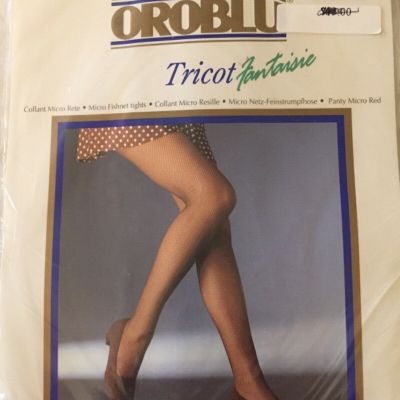 OROBLU
Tricot Fantaisie
Collant Micro Rete • Micro Fishnet tights • Collant Micro Resille • Micro Netz-Feinstrumpfhose • Panty Micro Red